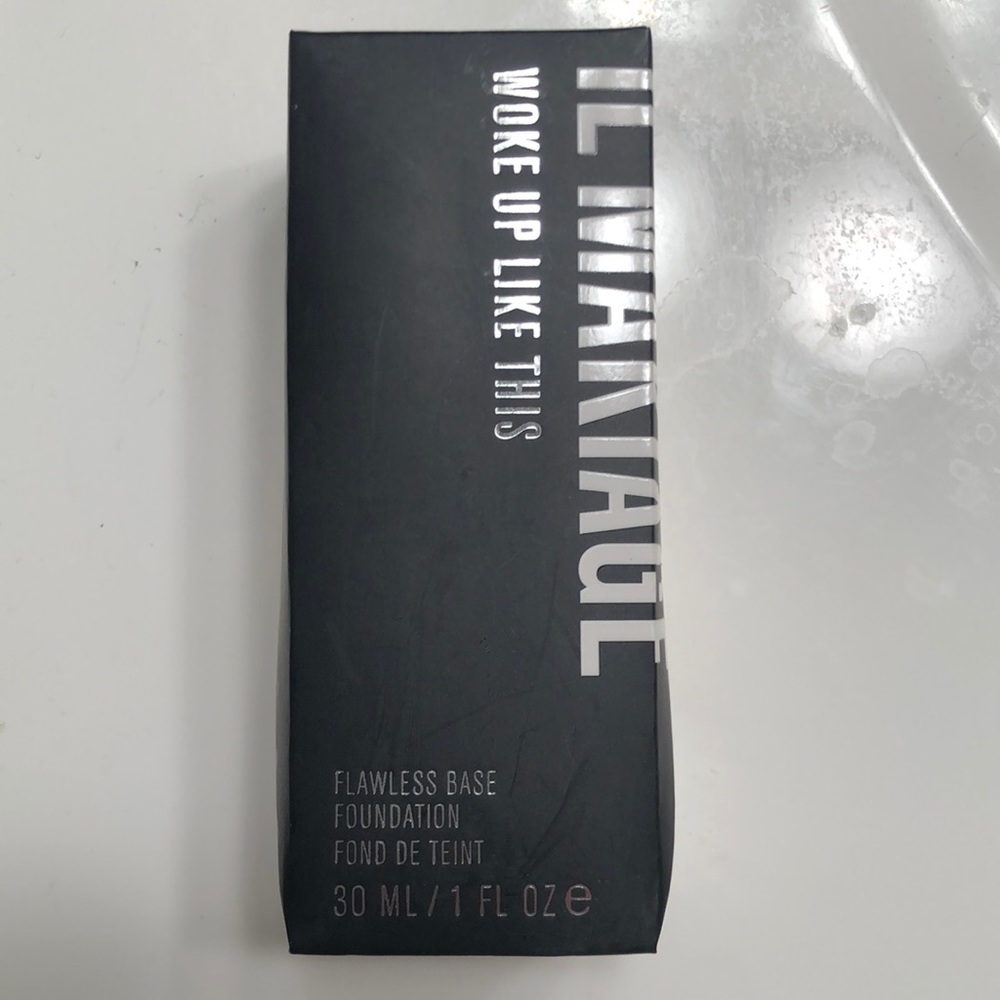 IL MAKIAGE
WOKE UP LIKE THIS
FLAWLESS BASE
FOUNDATION
FOND DE TEINT
30 ML / 1 FL OZ e